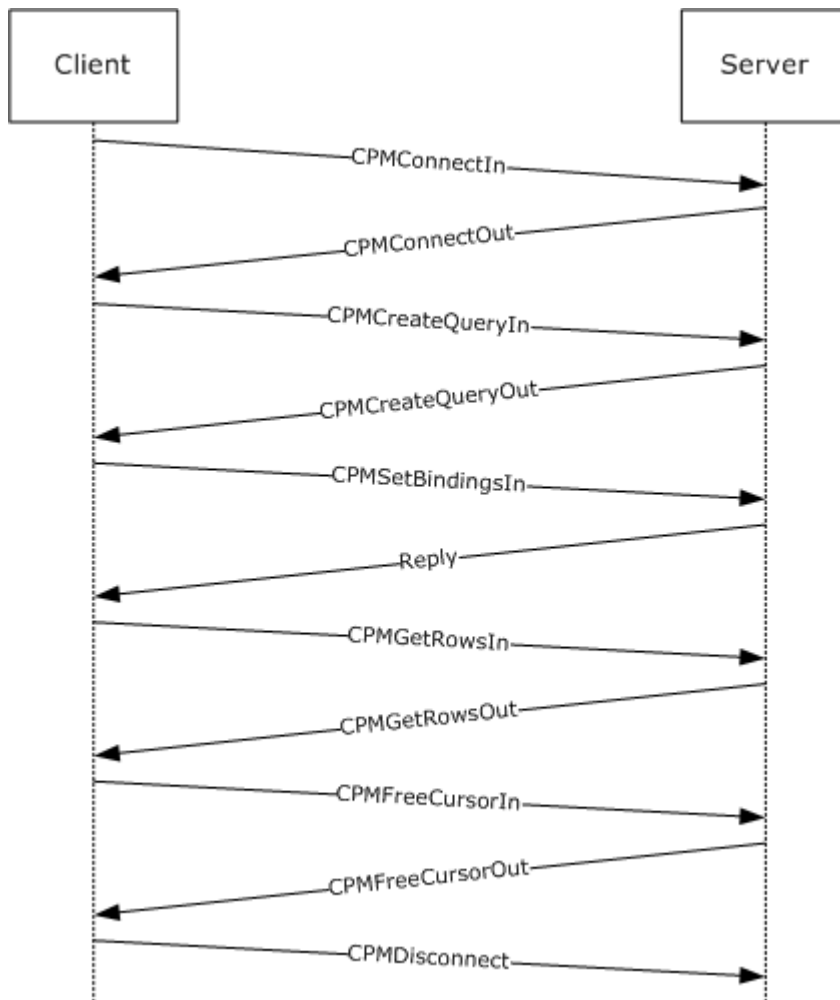 Client
Server
CPMConnectIn
CPMConnectOut
CPMCreateQueryIn
CPMCreateQueryOut
CPMSetBindingsIn
Reply
CPMGetRowsIn
CPMGetRowsOut
CPMFreeCursorIn
CPMFreeCursorOut
CPMDisconnect